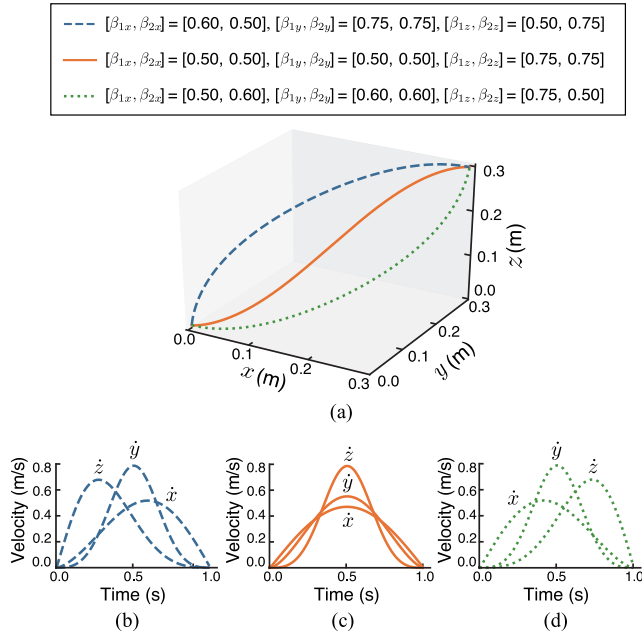 [β1x, β2x] = [0.60, 0.50], [β1y, β2y] = [0.75, 0.75], [β1z, β2z] = [0.50, 0.75]
[β1x, β2x] = [0.50, 0.50], [β1y, β2y] = [0.50, 0.50], [β1z, β2z] = [0.75, 0.75]
[β1x, β2x] = [0.50, 0.60], [β1y, β2y] = [0.60, 0.60], [β1z, β2z] = [0.75, 0.50]
0.3
0.2
0.1
0.0
z (m)
0.3
0.2
0.1
0.0
y (m)
0.0
0.1
0.2
0.3
x (m)
(a)
Velocity (m/s)
0.8
0.6
0.4
0.2
0.0
ż
ẏ
ẋ
0.0 0.5 1.0
Time (s)
(b)
Velocity (m/s)
0.8
0.6
0.4
0.2
0.0
ż
ẏ
ẋ
0.0 0.5 1.0
Time (s)
(c)
Velocity (m/s)
0.8
0.6
0.4
0.2
0.0
ẋ
ẏ
ż
0.0 0.5 1.0
Time (s)
(d)